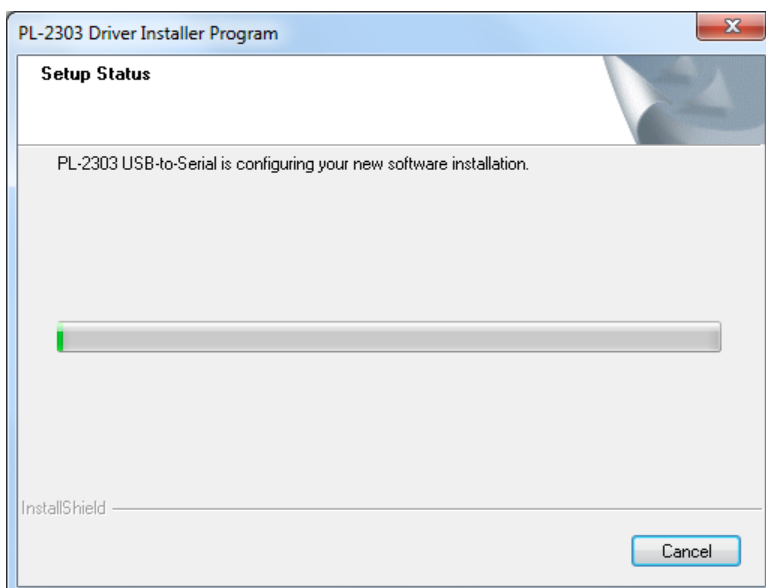 PL-2303 Driver Installer Program
Setup Status
PL-2303 USB-to-Serial is configuring your new software installation.
InstallShield
Cancel